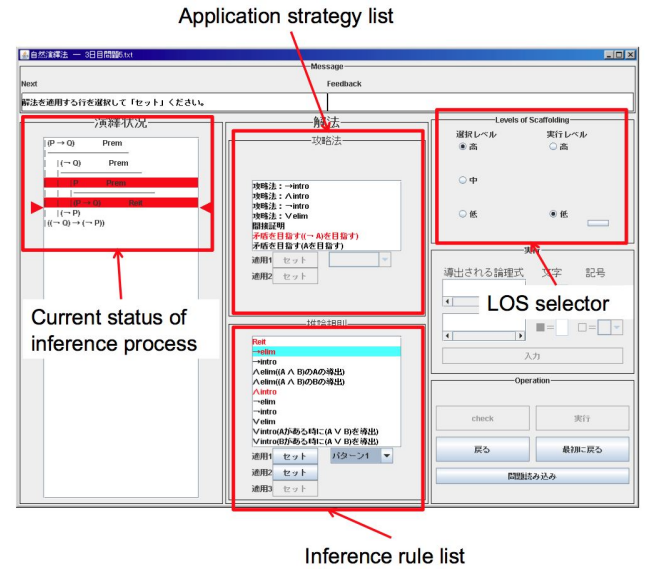 Application strategy list
自然演繹法 — 3日目問題6.txt
Message
Next
Feedback
解法を適用する行を選択して「セット」ください。
演繹状況
(P → Q) Prem
(→ Q) Prem
P Prem
(P → Q) Reit
(→ P)
((→ Q) → (→ P))
Current status of
inference process
解法
攻略法
攻略法：→intro
攻略法：∧intro
攻略法：→intro
攻略法：∨elim
間接証明
矛盾を目指す((→ A)を目指す)
矛盾を目指す(Aを目指す)
適用1 セット
適用2 セット
推論規則
Reit
→elim
→intro
∧elim((A ∧ B)のAの導出)
∧elim((A ∧ B)のBの導出)
∧intro
→elim
→intro
∨elim
∨intro(Aがある時に(A ∨ B)を導出)
∨intro(Bがある時に(A ∨ B)を導出)
適用1 セット パターン1
適用2 セット
適用3 セット
Inference rule list
Levels of Scaffolding
選択レベル 実行レベル
高 高
中
低 低
LOS selector
実行
導出される論理式 文字 記号
入力
Operation
check 実行
戻る 最初に戻る
問題読み込み